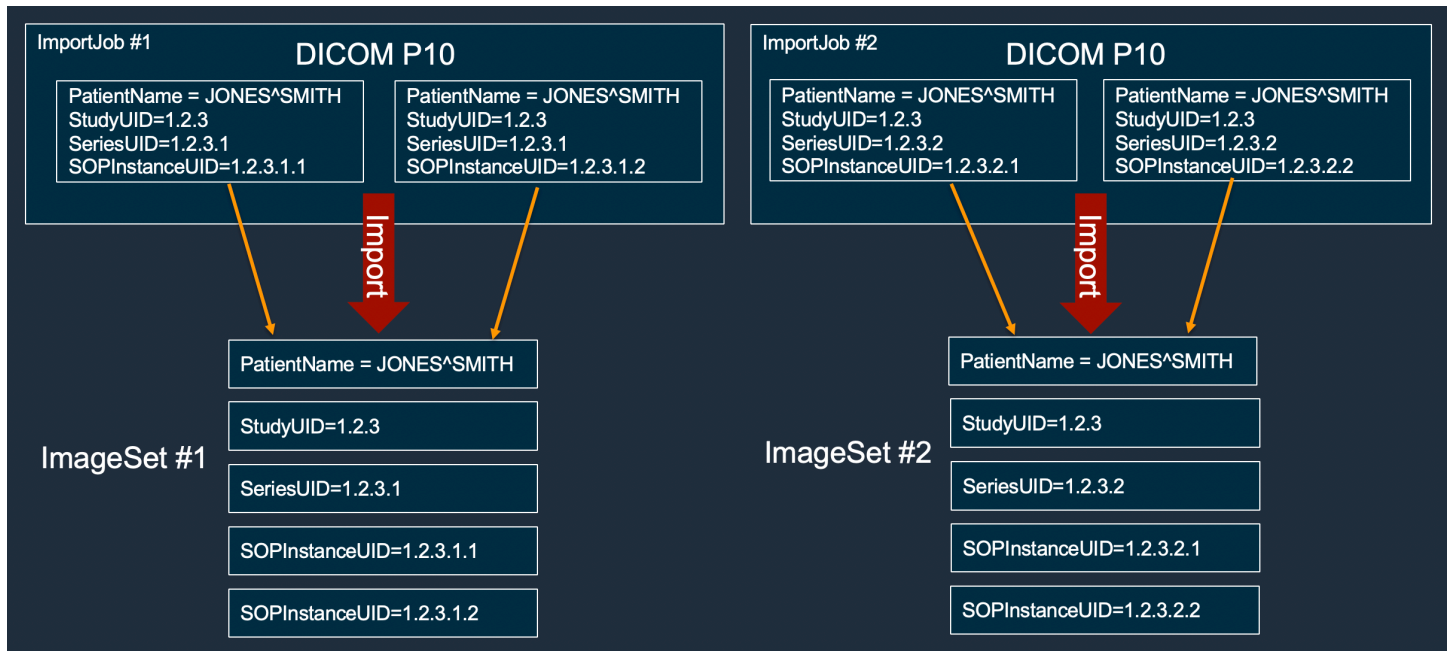 ImportJob #1
DICOM P10
PatientName = JONES^SMITH
StudyUID=1.2.3
SeriesUID=1.2.3.1
SOPInstanceUID=1.2.3.1.1
PatientName = JONES^SMITH
StudyUID=1.2.3
SeriesUID=1.2.3.1
SOPInstanceUID=1.2.3.1.2
Import
PatientName = JONES^SMITH
StudyUID=1.2.3
ImageSet #1
SeriesUID=1.2.3.1
SOPInstanceUID=1.2.3.1.1
SOPInstanceUID=1.2.3.1.2
ImportJob #2
DICOM P10
PatientName = JONES^SMITH
StudyUID=1.2.3
SeriesUID=1.2.3.2
SOPInstanceUID=1.2.3.2.1
PatientName = JONES^SMITH
StudyUID=1.2.3
SeriesUID=1.2.3.2
SOPInstanceUID=1.2.3.2.2
Import
PatientName = JONES^SMITH
StudyUID=1.2.3
ImageSet #2
SeriesUID=1.2.3.2
SOPInstanceUID=1.2.3.2.1
SOPInstanceUID=1.2.3.2.2